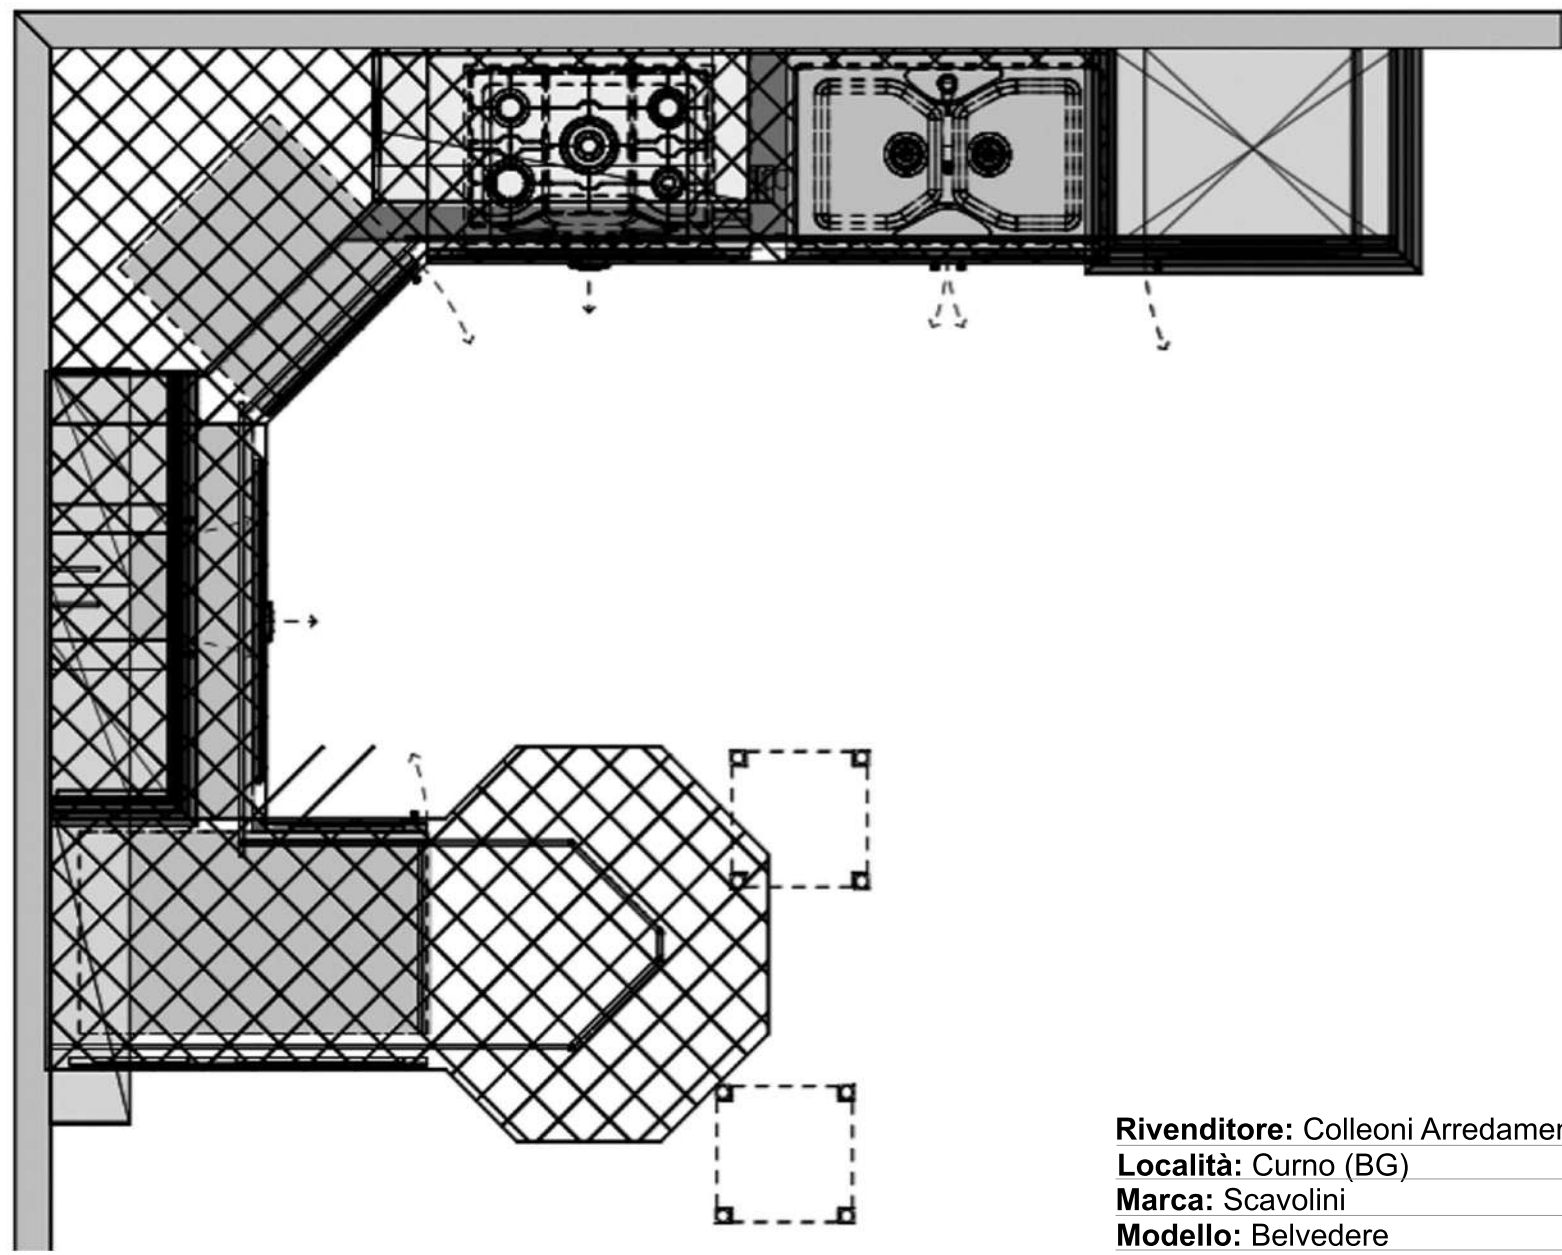 Rivenditore: Colleoni Arredamen
Località: Curno (BG)
Marca: Scavolini
Modello: Belvedere